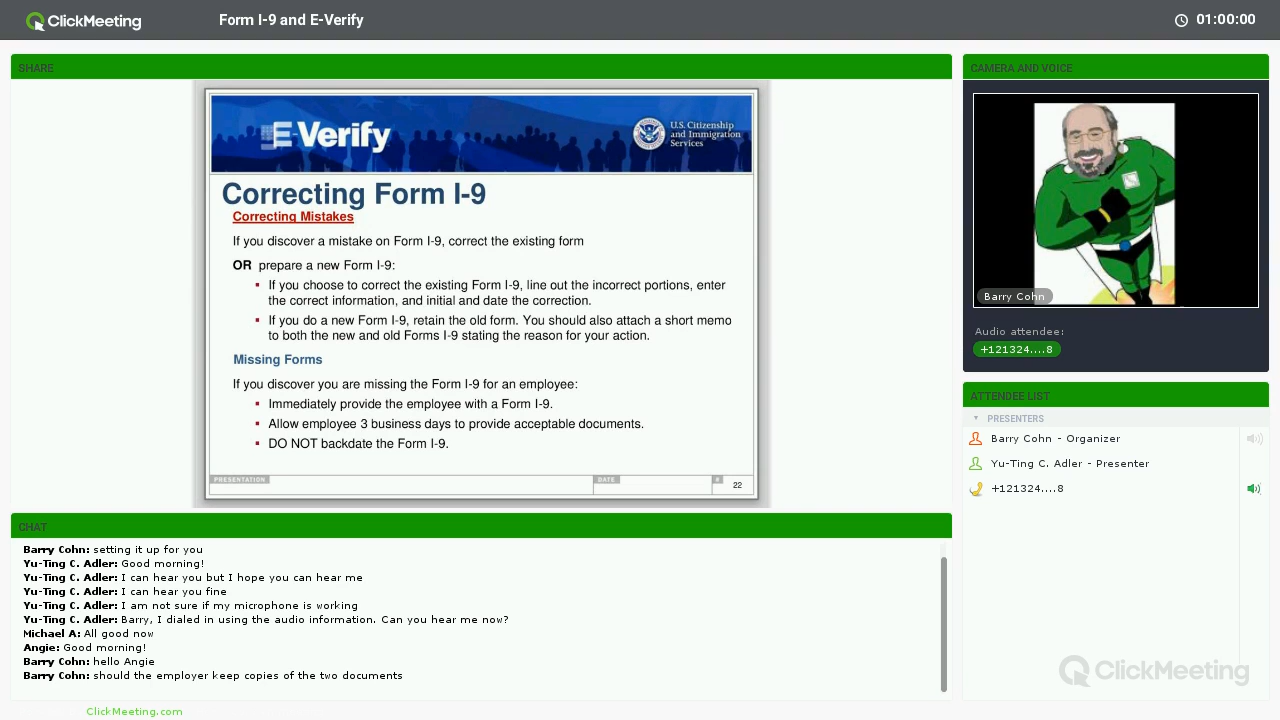 ClickMeeting
Form I-9 and E-Verify
01:00:00
SHARE
E-Verify
U.S. Citizenship
and Immigration
Services
Correcting Form I-9
Correcting Mistakes
If you discover a mistake on Form I-9, correct the existing form
OR prepare a new Form I-9:
▪ If you choose to correct the existing Form I-9, line out the incorrect portions, enter
the correct information, and initial and date the correction.
▪ If you do a new Form I-9, retain the old form. You should also attach a short memo
to both the new and old Forms I-9 stating the reason for your action.
Missing Forms
If you discover you are missing the Form I-9 for an employee:
▪ Immediately provide the employee with a Form I-9.
▪ Allow employee 3 business days to provide acceptable documents.
▪ DO NOT backdate the Form I-9.
PRESENTATION
DATE
#
22
CHAT
Barry Cohn: setting it up for you
Yu-Ting C. Adler: Good morning!
Yu-Ting C. Adler: I can hear you but I hope you can hear me
Yu-Ting C. Adler: I can hear you fine
Yu-Ting C. Adler: I am not sure if my microphone is working
Yu-Ting C. Adler: Barry, I dialed in using the audio information. Can you hear me now?
Michael A: All good now
Angie: Good morning!
Barry Cohn: hello Angie
Barry Cohn: should the employer keep copies of the two documents
CAMERA AND VOICE
Barry Cohn
Audio attendee:
+121324....8
ATTENDEE LIST
PRESENTERS
Barry Cohn - Organizer
Yu-Ting C. Adler - Presenter
+121324....8
ClickMeeting
ClickMeeting.com